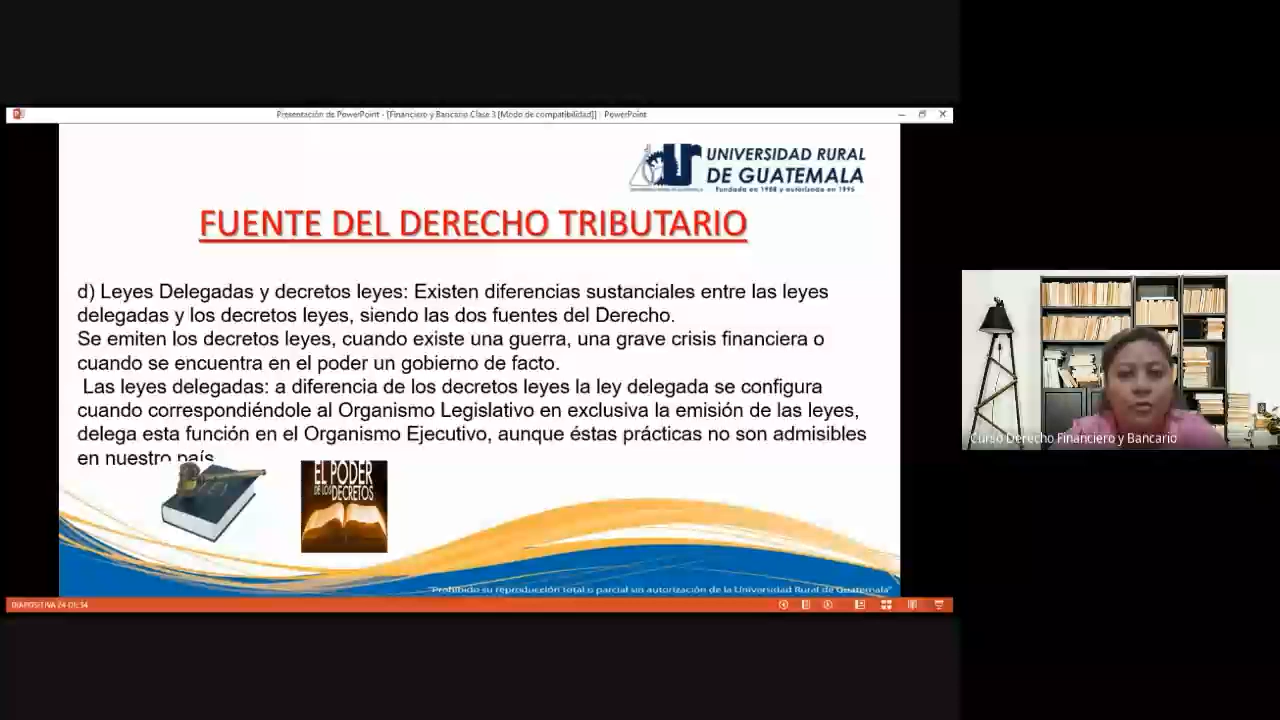 Presentación de PowerPoint - [Financiero y Bancario Clase 3 [Modo de compatibilidad]] - PowerPoint
UNIVERSIDAD RURAL
DE GUATEMALA
Fundada en 1988 y autorizada en 1995
FUENTE DEL DERECHO TRIBUTARIO
d) Leyes Delegadas y decretos leyes: Existen diferencias sustanciales entre las leyes
delegadas y los decretos leyes, siendo las dos fuentes del Derecho.
Se emiten los decretos leyes, cuando existe una guerra, una grave crisis financiera o
cuando se encuentra en el poder un gobierno de facto.
Las leyes delegadas: a diferencia de los decretos leyes la ley delegada se configura
cuando correspondiéndole al Organismo Legislativo en exclusiva la emisión de las leyes,
delega esta función en el Organismo Ejecutivo, aunque éstas prácticas no son admisibles
en nuestro país
EL PODER
DE LOS DECRETOS
"Prohibido su reproducción total o parcial sin autorización de la Universidad Rural de Guatemala"
DIAPOSITIVA 24 DE 34
Curso Derecho Financiero y Bancario